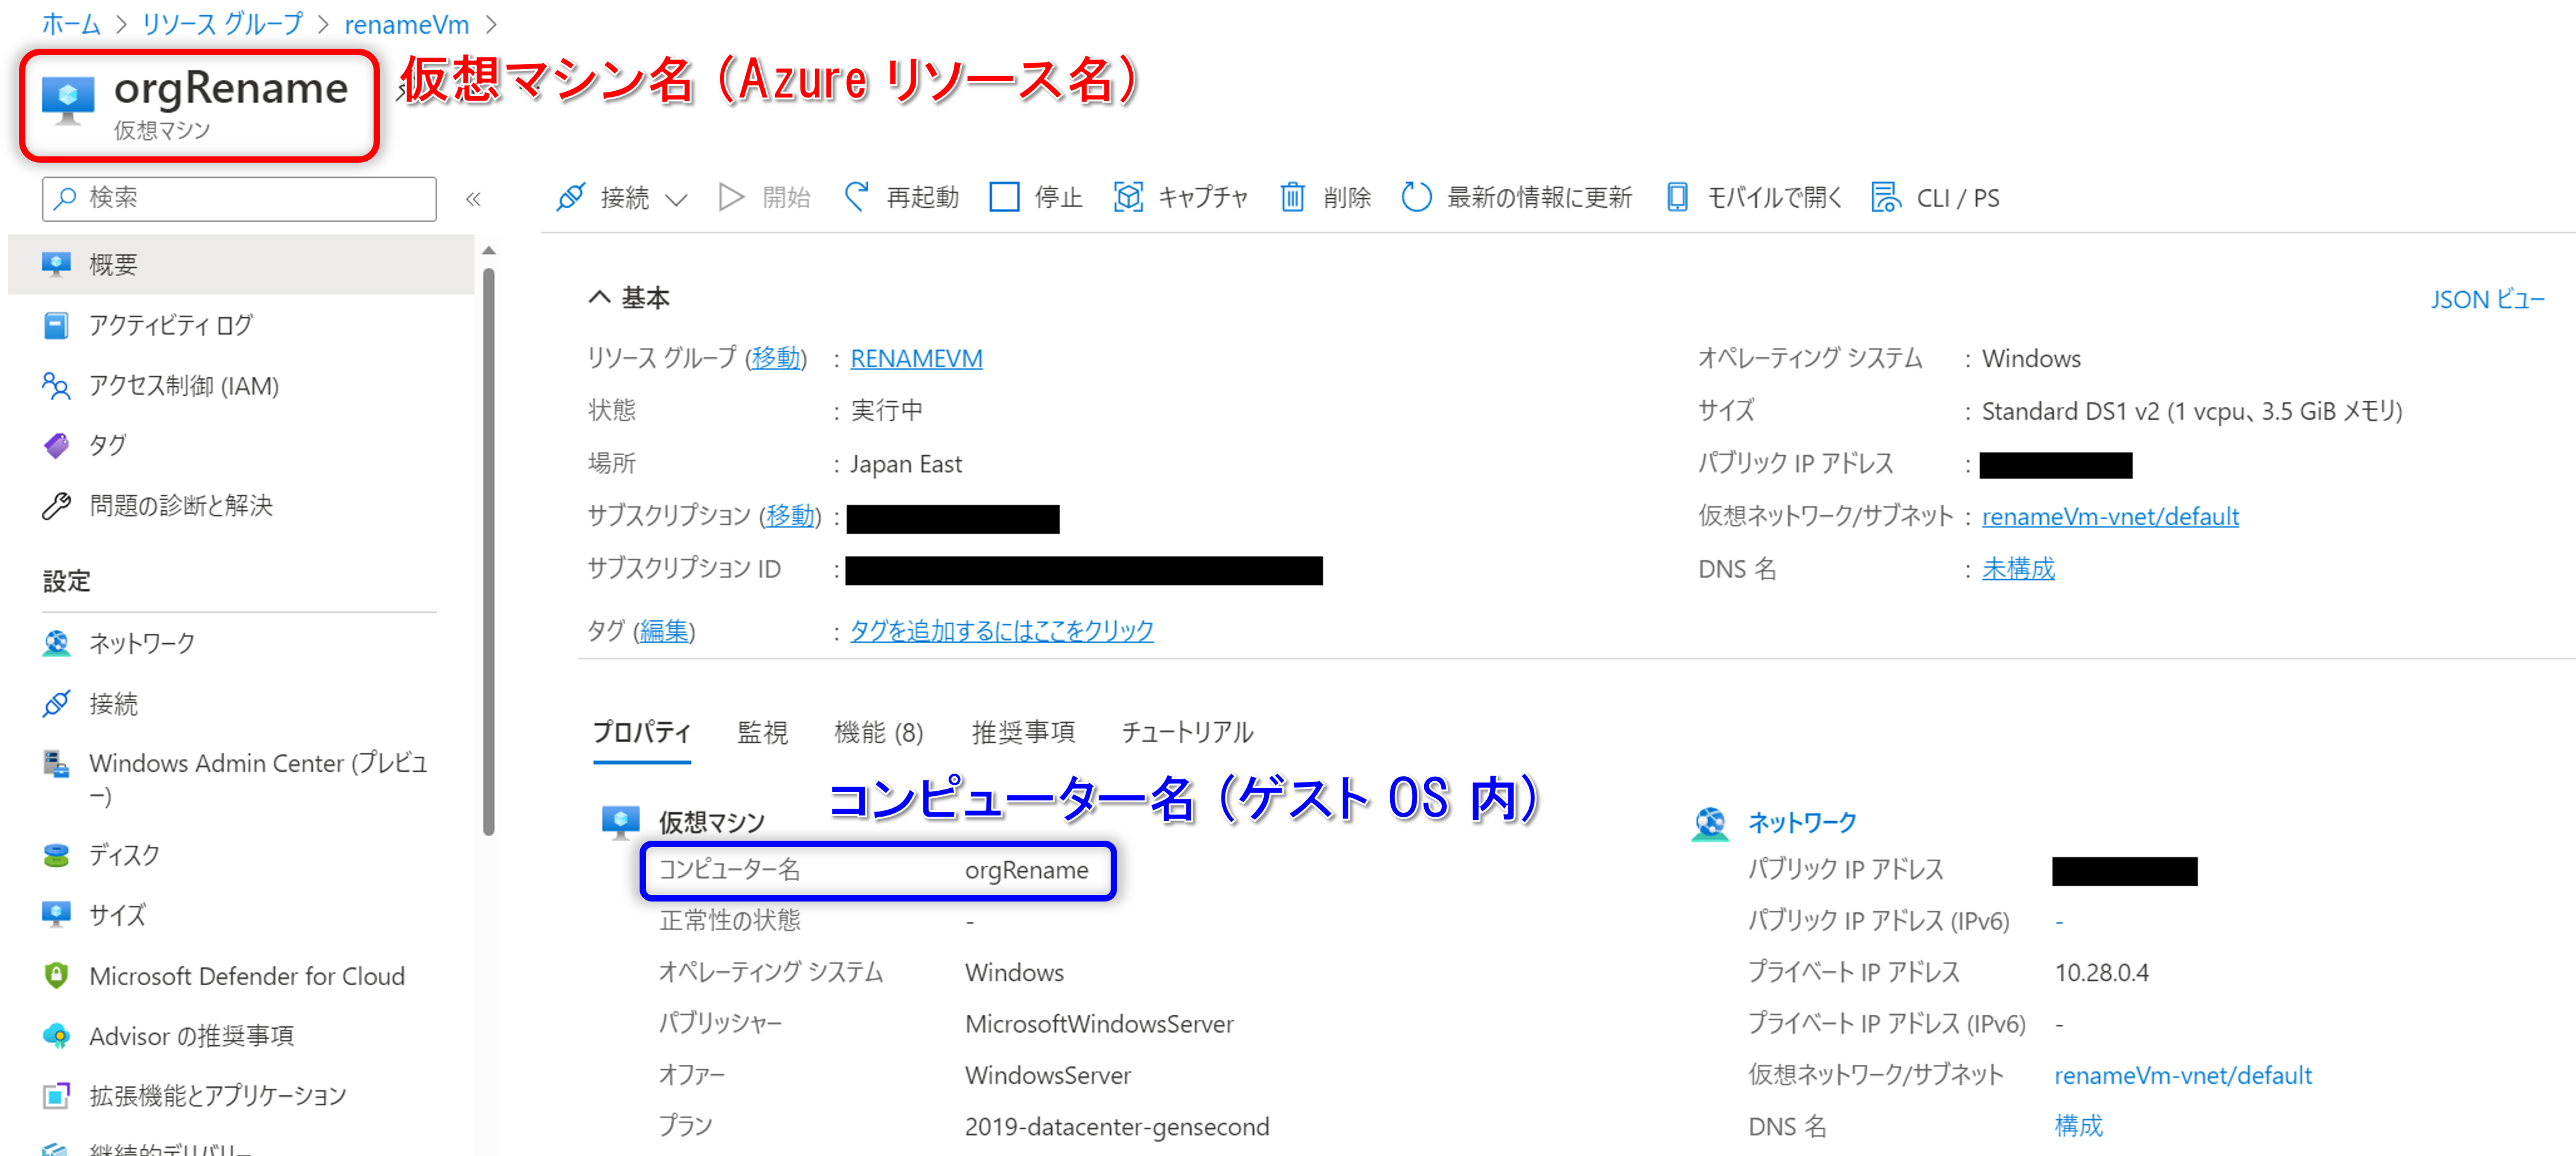 ホーム > リソース グループ > renameVm >
orgRename
仮想マシン
仮想マシン名（Azure リソース名）
検索
«
接続
開始
再起動
停止
キャプチャ
削除
最新の情報に更新
モバイルで開く
CLI / PS
概要
アクティビティ ログ
アクセス制御 (IAM)
タグ
問題の診断と解決
設定
ネットワーク
接続
Windows Admin Center (プレビュ
ー)
ディスク
サイズ
Microsoft Defender for Cloud
Advisor の推奨事項
拡張機能とアプリケーション
継続的デリバリー
基本
JSON ビュー
リソース グループ (移動) : RENAMEVM
状態 : 実行中
場所 : Japan East
サブスクリプション (移動) :
サブスクリプション ID :
タグ (編集) : タグを追加するにはここをクリック
オペレーティング システム : Windows
サイズ : Standard DS1 v2 (1 vcpu、3.5 GiB メモリ)
パブリック IP アドレス :
仮想ネットワーク/サブネット : renameVm-vnet/default
DNS 名 : 未構成
プロパティ
監視
機能 (8)
推奨事項
チュートリアル
コンピューター名（ゲスト OS 内）
仮想マシン
コンピューター名 orgRename
正常性の状態 -
オペレーティング システム Windows
パブリッシャー MicrosoftWindowsServer
オファー WindowsServer
プラン 2019-datacenter-gensecond
ネットワーク
パブリック IP アドレス
パブリック IP アドレス (IPv6) -
プライベート IP アドレス 10.28.0.4
プライベート IP アドレス (IPv6) -
仮想ネットワーク/サブネット renameVm-vnet/default
DNS 名 構成